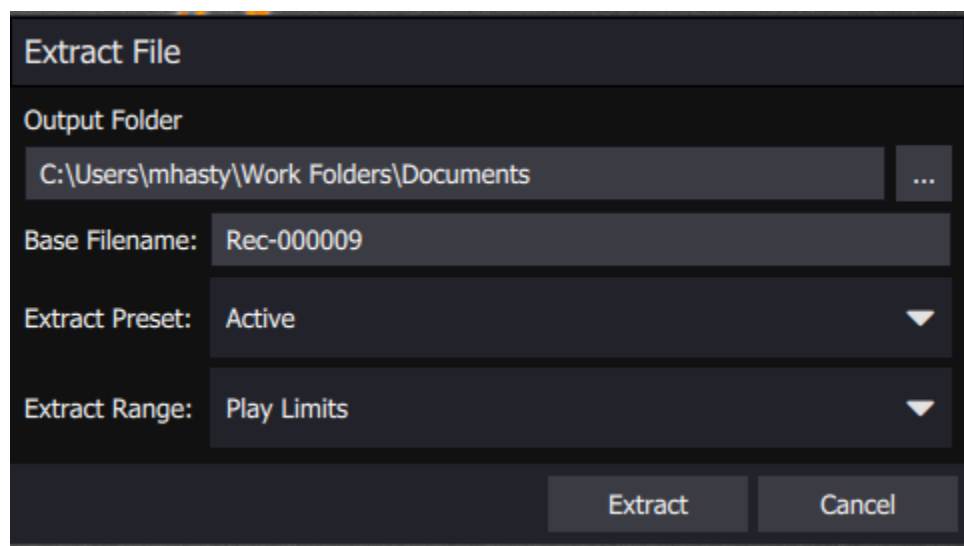 Extract File
Output Folder
C:\Users\mhasty\Work Folders\Documents
...
Base Filename: Rec-000009
Extract Preset: Active
Extract Range: Play Limits
Extract Cancel